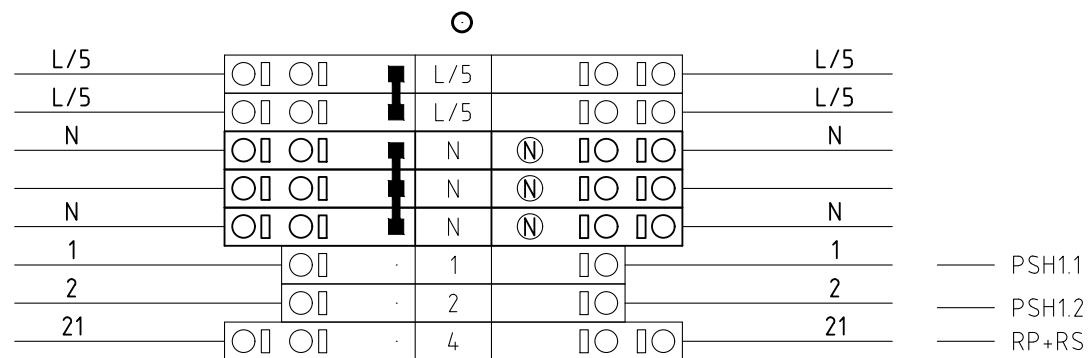 L/5 L/5 L/5
L/5 L/5 L/5
N N N N
N N
N N N N
1 1 1 PSH1.1
2 2 2 PSH1.2
21 4 21 RP+RS